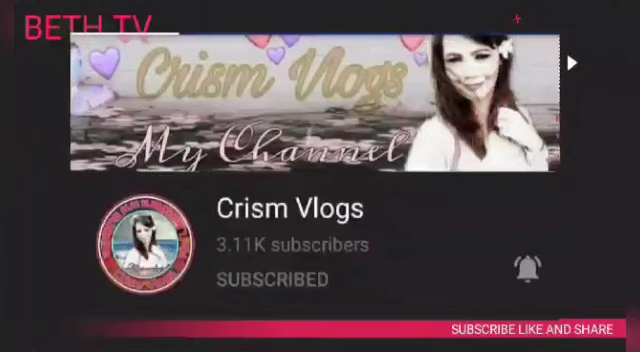 BETH TV
Crism Vlogs
My Channel
Crism Vlogs
3.11K subscribers
SUBSCRIBED
SUBSCRIBE LIKE AND SHARE